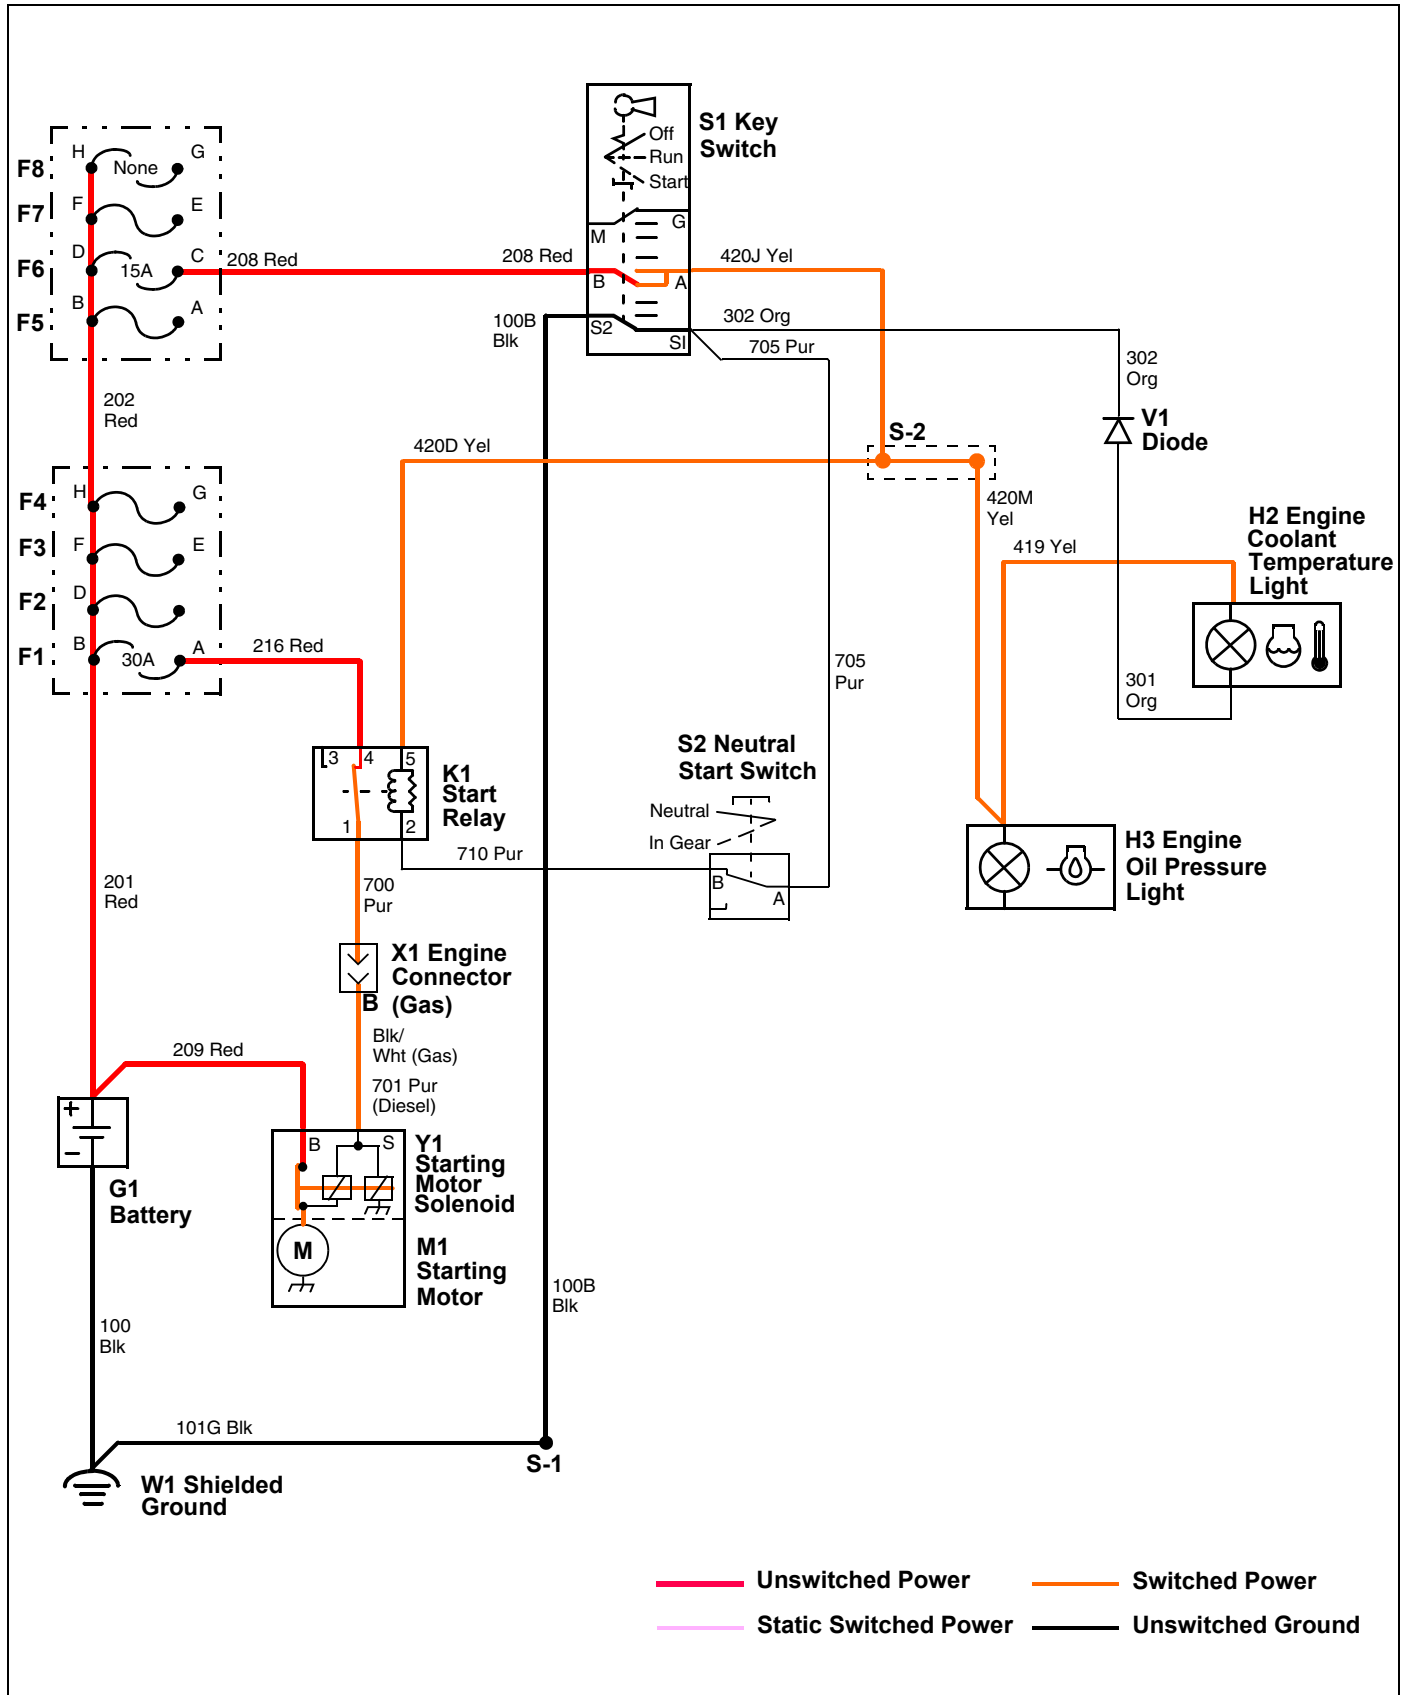 S1 Key
Switch
Off
Run
Start
M
G
B
A
S2
SI
F8
H
None
G
F7
F
E
F6
D
15A
C
F5
B
A
208 Red
208 Red
420J Yel
100B
Blk
302 Org
705 Pur
302
Org
V1
Diode
202
Red
420D Yel
S-2
420M
Yel
F4
H
G
F3
F
E
F2
D
F1
B
30A
A
216 Red
419 Yel
H2 Engine
Coolant
Temperature
Light
301
Org
705
Pur
3
4
5
1
2
K1
Start
Relay
S2 Neutral
Start Switch
Neutral
In Gear
B
A
710 Pur
H3 Engine
Oil Pressure
Light
201
Red
700
Pur
X1 Engine
Connector
(Gas)
B
Blk/
Wht (Gas)
701 Pur
(Diesel)
209 Red
+
−
G1
Battery
B
S
Y1
Starting
Motor
Solenoid
M
M1
Starting
Motor
100B
Blk
100
Blk
101G Blk
S-1
W1 Shielded
Ground
Unswitched Power
Switched Power
Static Switched Power
Unswitched Ground